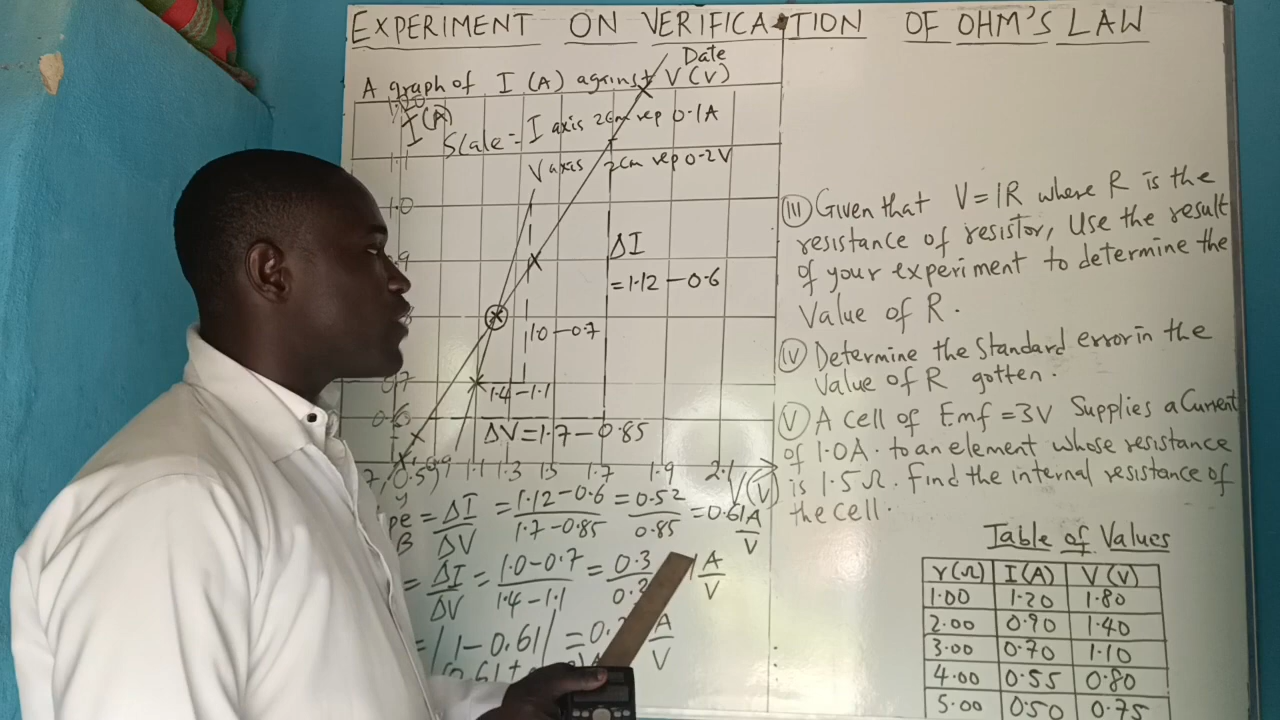 EXPERIMENT ON VERIFICATION OF OHM'S LAW
Date
A graph of I (A) against V (V)
1.20
I(A)
Scale = I axis 2cm rep 0.1A
V axis 2cm rep 0.2V
1.1
1.0
ΔI
= 1.12 - 0.6
1.0 - 0.7
0.7
1.4 - 1.1
0.6
ΔV = 1.7 - 0.85
1.1 1.3 1.5 1.7 1.9 2.1
V(V)
= ΔI/ΔV = 1.12 - 0.6/1.7 - 0.85 = 0.52/0.85 = 0.61 A/V
= ΔI/ΔV = 1.0 - 0.7/1.4 - 1.1 = 0.3
A/V
= |1 - 0.61| = 0.
A/V
(III) Given that V = IR where R is the
resistance of resistor, Use the result
of your experiment to determine the
Value of R.
(IV) Determine the Standard error in the
Value of R gotten.
(V) A cell of Emf = 3V Supplies a Current
of 1.0A. to an element whose resistance
is 1.5Ω. Find the internal resistance of
the cell.
Table of Values
r(Ω) I(A) V(V)
1.00 1.20 1.80
2.00 0.90 1.40
3.00 0.70 1.10
4.00 0.55 0.80
5.00 0.50 0.75